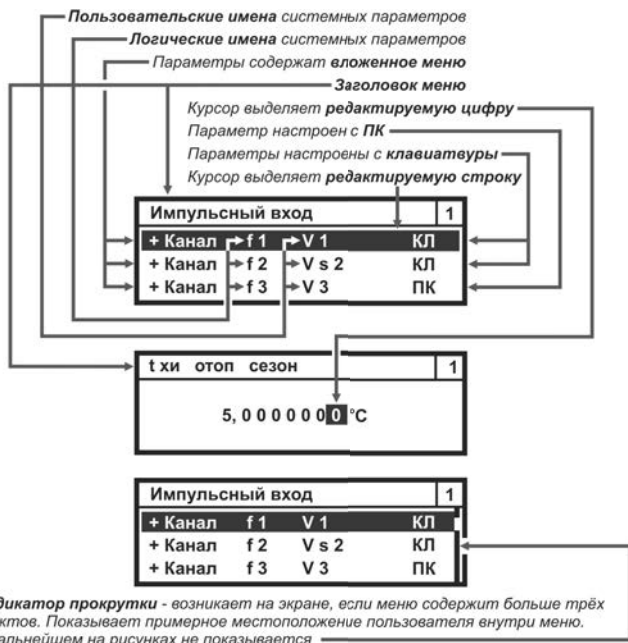 Пользовательские имена системных параметров
Логические имена системных параметров
Параметры содержат вложенное меню
Заголовок меню
Курсор выделяет редактируемую цифру
Параметр настроен с ПК
Параметры настроены с клавиатвуры
Курсор выделяет редактируемую строку
Импульсный вход 1
+ Канал f 1 V 1 КЛ
+ Канал f 2 V s 2 КЛ
+ Канал f 3 V 3 ПК
t хи отоп сезон 1
5, 0 0 0 0 0 0 0 °C
Импульсный вход 1
+ Канал f 1 V 1 КЛ
+ Канал f 2 V s 2 КЛ
+ Канал f 3 V 3 ПК
дикатор прокрутки - возникает на экране, если меню содержит больше трёх
ктов. Показывает примерное местоположение пользователя внутри меню.
альнейшем на рисунках не показывается